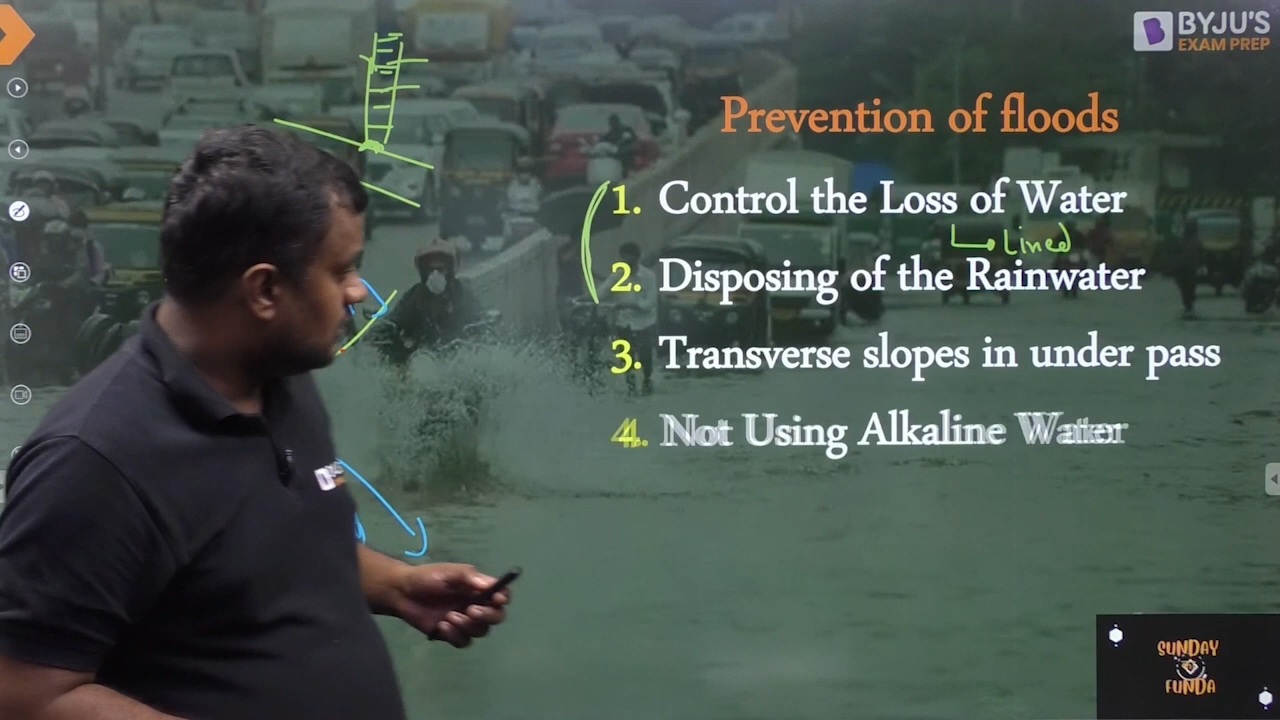 BYJU'S
EXAM PREP
Prevention of floods
1. Control the Loss of Water
Lined
2. Disposing of the Rainwater
3. Transverse slopes in under pass
4. Not Using Alkaline Water
SUNDAY
FUNDA